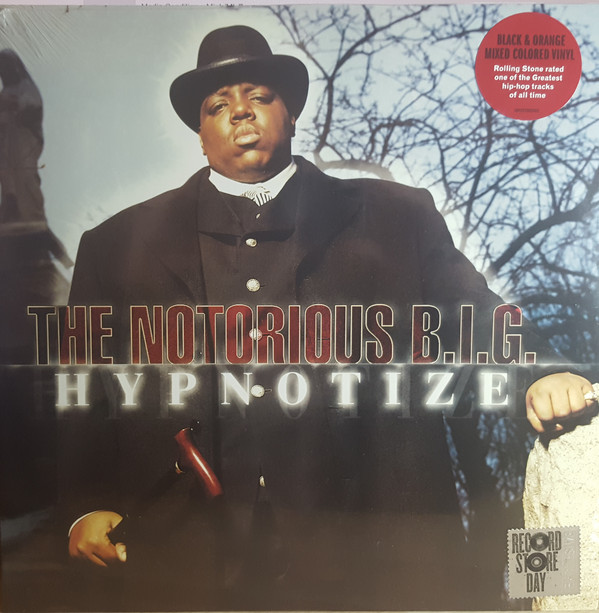 BLACK & ORANGE
MIXED COLORED VINYL
Rolling Stone rated
one of the Greatest
hip-hop tracks
of all time
THE NOTORIOUS B.I.G.
HYPNOTIZE
RECORD
STORE
DAY